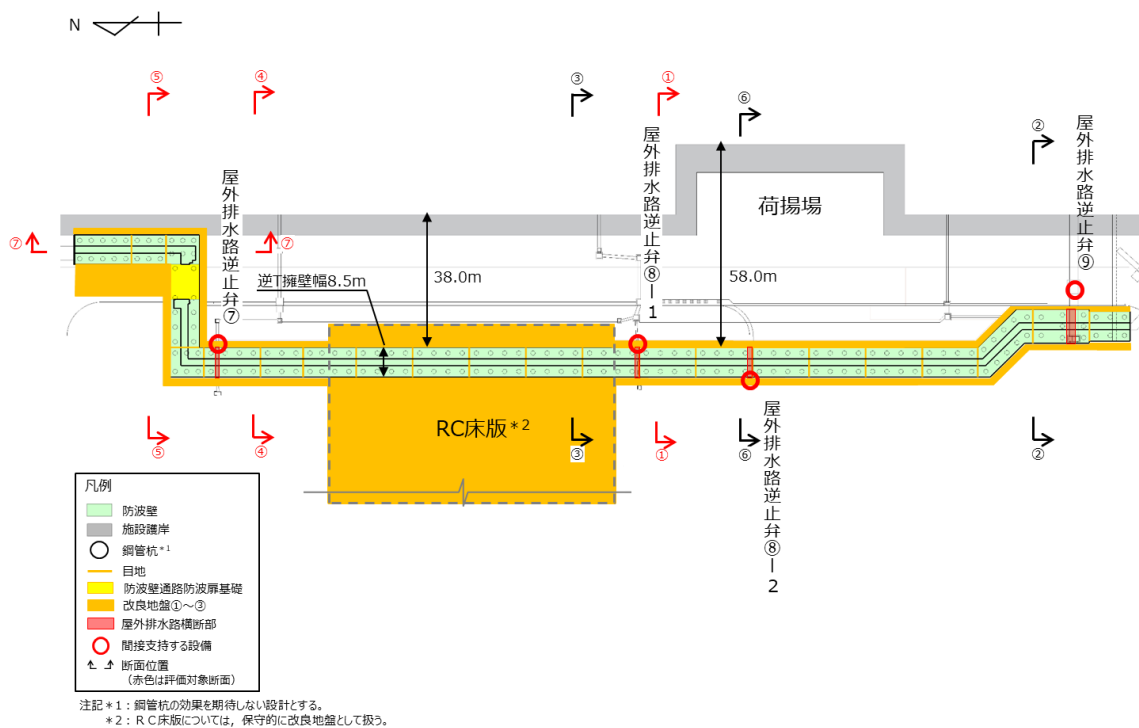 N
⑤
④
③
①
⑥
②
屋外排水路逆止弁⑦
屋外排水路逆止弁⑧－1
屋外排水路逆止弁⑨
荷揚場
⑦
⑦
38.0m
58.0m
逆T擁壁幅8.5m
RC床版*2
⑤
④
③
①
⑥
②
屋外排水路逆止弁⑧－2
凡例
防波壁
施設護岸
鋼管杭*1
目地
防波壁通路防波扉基礎
改良地盤①～③
屋外排水路横断部
間接支持する設備
断面位置
（赤色は評価対象断面）
注記＊1：鋼管杭の効果を期待しない設計とする。
＊2：ＲＣ床版については，保守的に改良地盤として扱う。